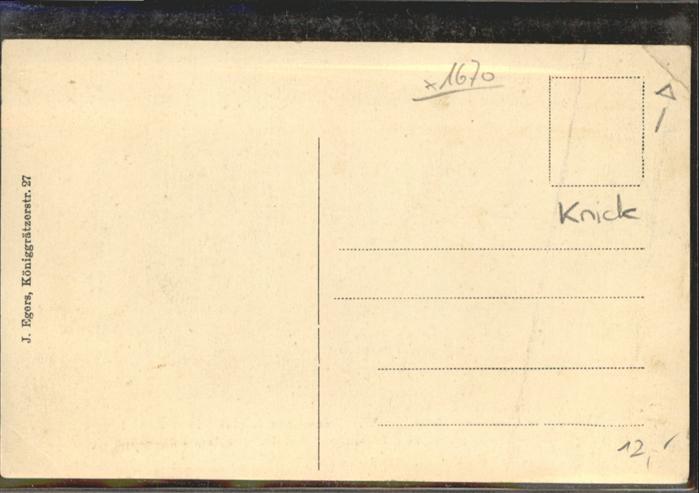 x1670
Knick
J. Egers, Königgrätzerstr. 27
12,-